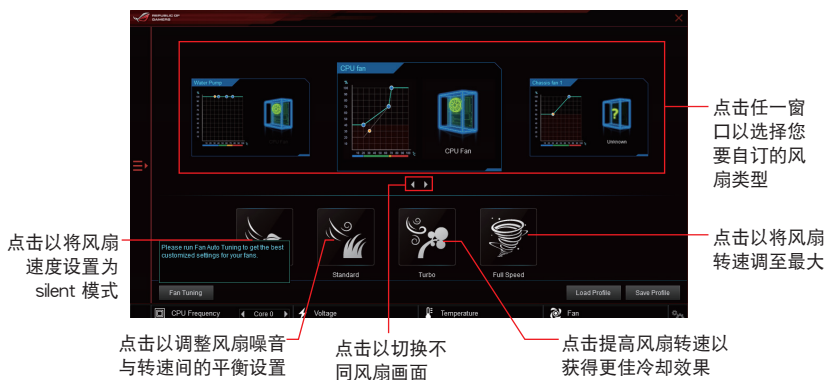 REPUBLIC OF
GAMERS
Water Pump
CPU fan
Chassis fan 1
CPU Fan
Unknown
点击任一窗
口以选择您
要自订的风
扇类型
点击以将风扇
速度设置为
silent 模式
Please run Fan Auto Tuning to get the best
customized settings for your fans.
Standard
Turbo
Full Speed
点击以将风扇
转速调至最大
Fan Tuning
Load Profile
Save Profile
CPU Frequency
Core 0
Voltage
Temperature
Fan
点击以调整风扇噪音
与转速间的平衡设置
点击以切换不
同风扇画面
点击提高风扇转速以
获得更佳冷却效果